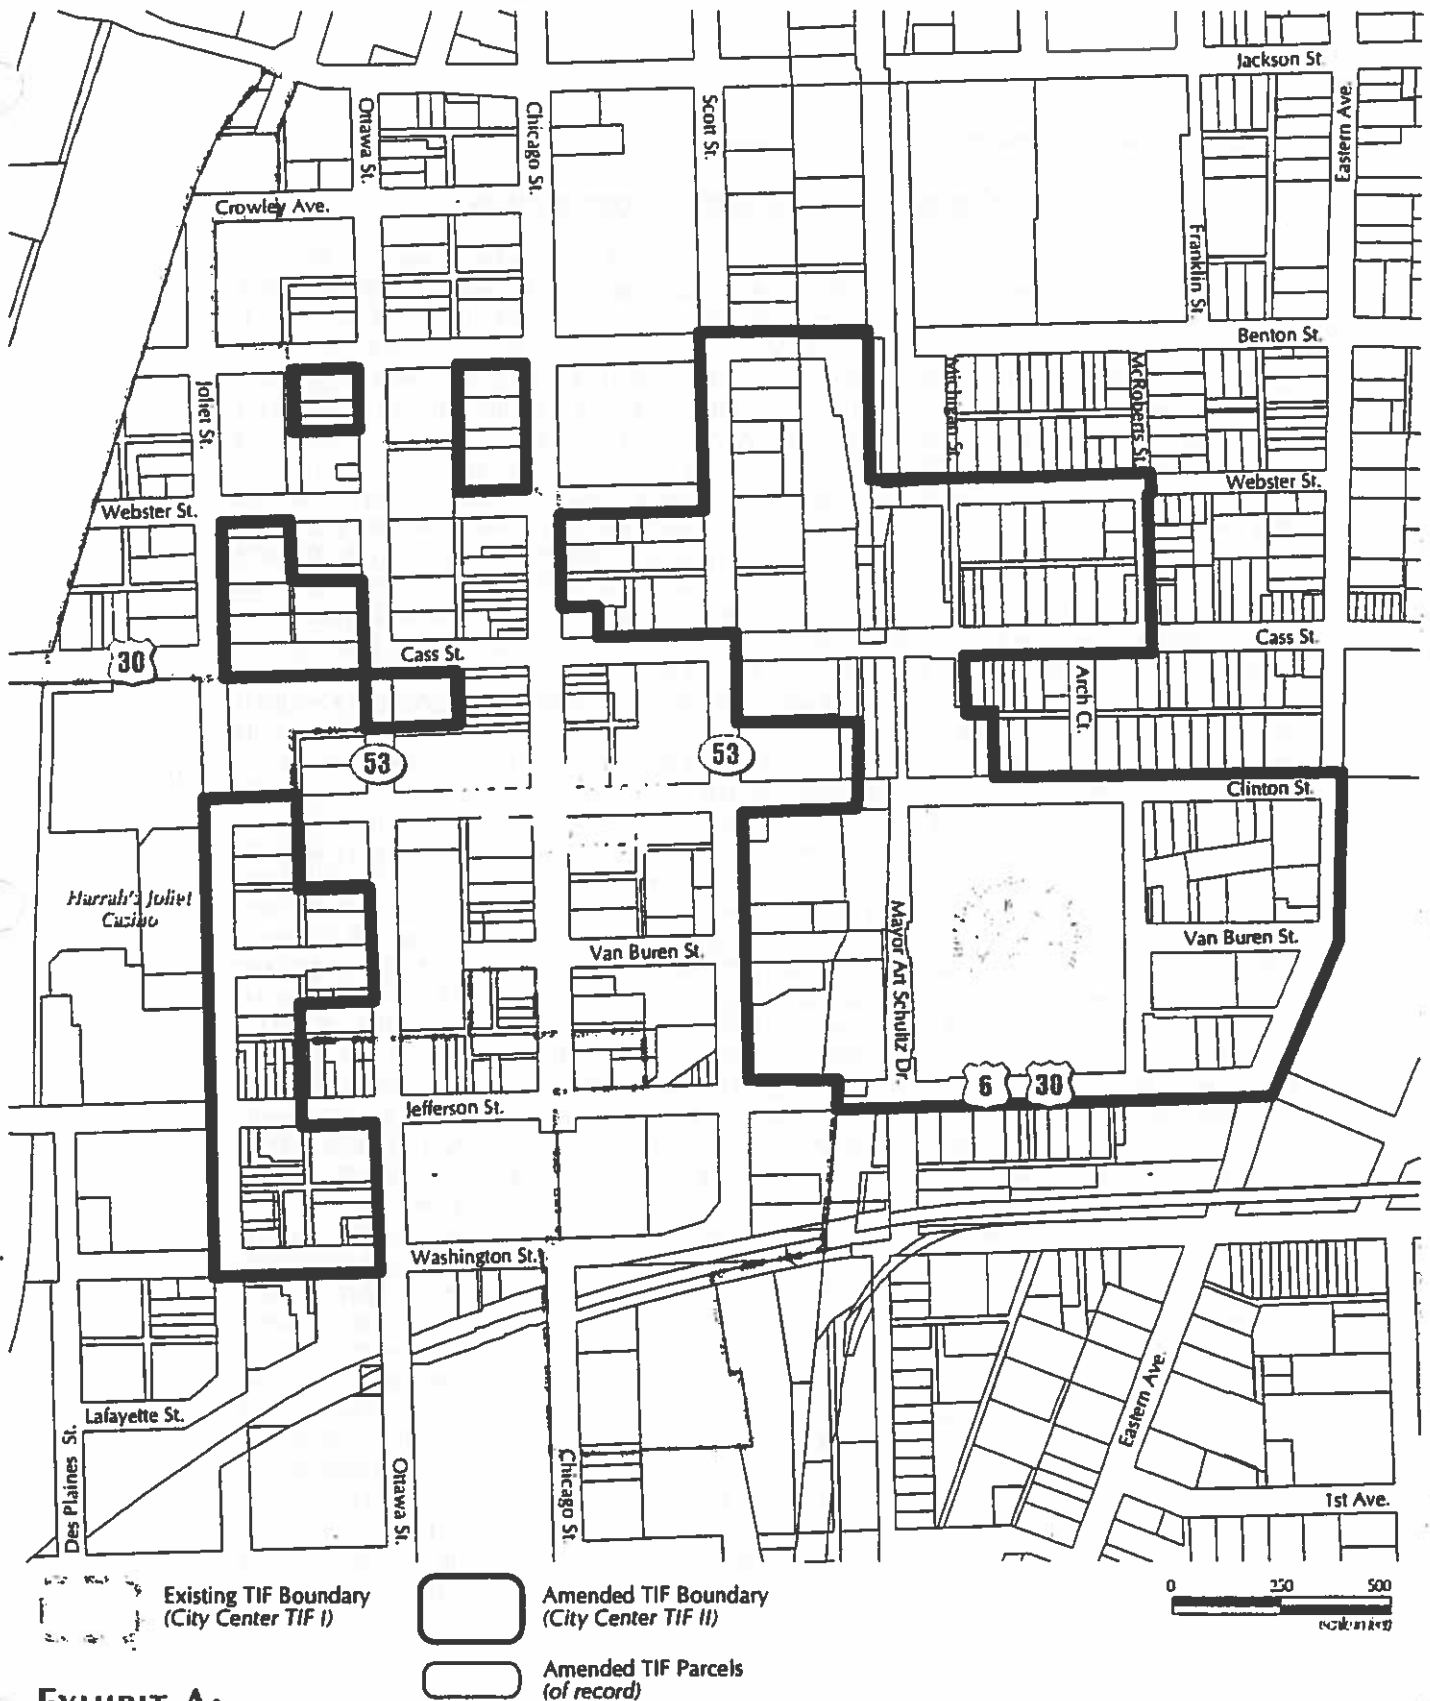 Jackson St.
Ottawa St.
Chicago St.
Scott St.
Eastern Ave.
Crowley Ave.
Franklin St.
Benton St.
Joliet St.
Michigan St.
McRoberts St.
Webster St.
Webster St.
30
Cass St.
Cass St.
Arch Ct.
53
53
Clinton St.
Harrah's Joliet
Casino
Van Buren St.
Mayor Art Schultz Dr.
Van Buren St.
6
30
Jefferson St.
Washington St.
Lafayette St.
Eastern Ave.
Des Plaines St.
Ottawa St.
Chicago St.
1st Ave.
Existing TIF Boundary
(City Center TIF I)
Amended TIF Boundary
(City Center TIF II)
Amended TIF Parcels
(of record)
0 250 500
EXHIBIT A: